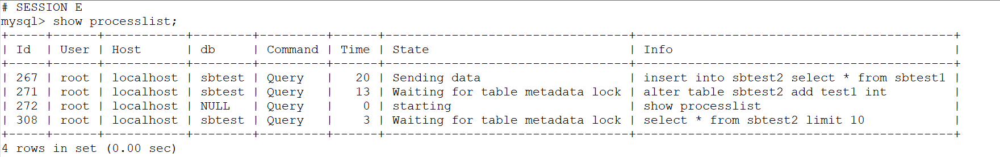 # SESSION E
mysql> show processlist;
+-----+------+-----------+--------+---------+------+---------------------------------+-------------------------------------------+
| Id  | User | Host      | db     | Command | Time | State                           | Info                                      |
+-----+------+-----------+--------+---------+------+---------------------------------+-------------------------------------------+
| 267 | root | localhost | sbtest | Query   |   20 | Sending data                    | insert into sbtest2 select * from sbtest1 |
| 271 | root | localhost | sbtest | Query   |   13 | Waiting for table metadata lock | alter table sbtest2 add test1 int         |
| 272 | root | localhost | NULL   | Query   |    0 | starting                        | show processlist                          |
| 308 | root | localhost | sbtest | Query   |    3 | Waiting for table metadata lock | select * from sbtest2 limit 10            |
+-----+------+-----------+--------+---------+------+---------------------------------+-------------------------------------------+
4 rows in set (0.00 sec)